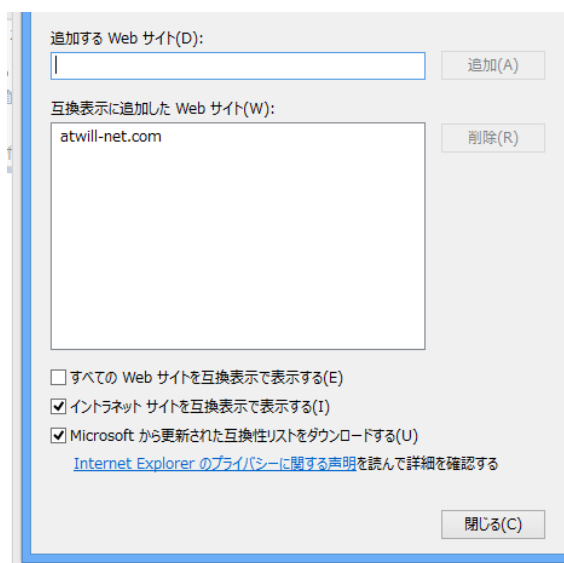 追加する Web サイト(D):
追加(A)
互換表示に追加した Web サイト(W):
atwill-net.com
削除(R)
すべての Web サイトを互換表示で表示する(E)
イントラネット サイトを互換表示で表示する(I)
Microsoft から更新された互換性リストをダウンロードする(U)
Internet Explorer のプライバシーに関する声明を読んで詳細を確認する
閉じる(C)